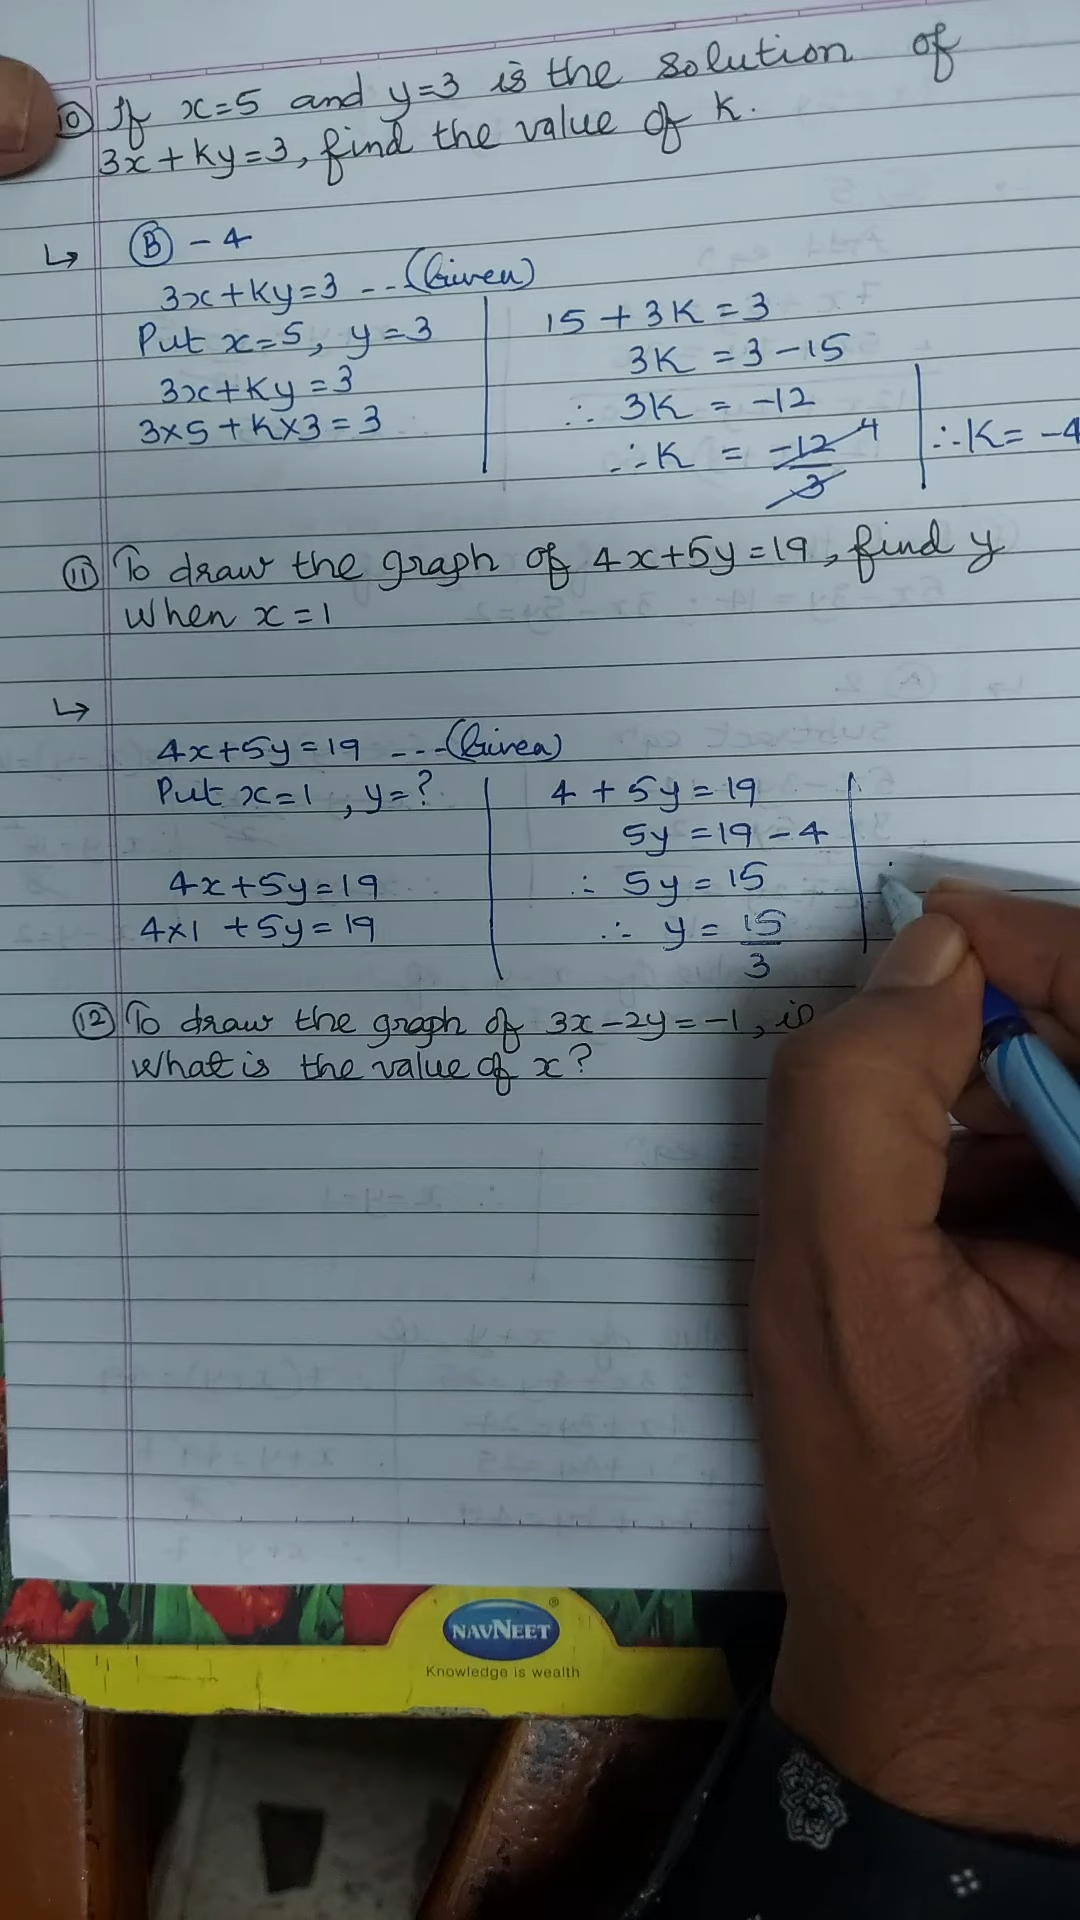 10 If x=5 and y=3 is the solution of
3x+ky=3, find the value of k.
↳ (B) -4
3x+ky=3 --(Given)
Put x=5, y=3
3x+ky=3
3×5+k×3=3
15+3K=3
3K=3-15
∴ 3K=-12
∴K = -12/3 4
∴K=-4
11 To draw the graph of 4x+5y=19, find y
when x=1
↳
4x+5y=19 ---(Given)
Put x=1, y=?
4x+5y=19
4×1+5y=19
4+5y=19
5y=19-4
∴ 5y=15
∴ y=15/3
12 To draw the graph of 3x-2y=-1, is
What is the value of x?
NAVNEET ®
Knowledge is wealth